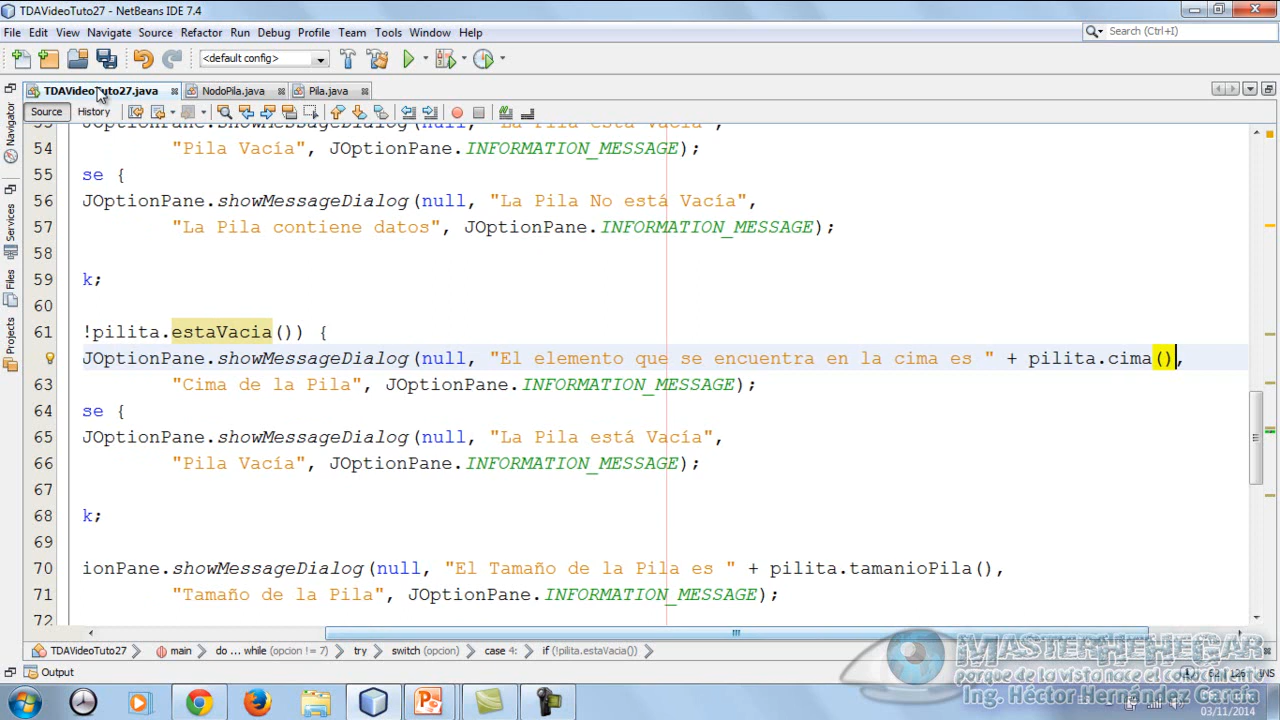 TDAVideoTuto27 - NetBeans IDE 7.4
File Edit View Navigate Source Refactor Run Debug Profile Team Tools Window Help
Search (Ctrl+I)
<default config>
TDAVideoTuto27.java NodoPila.java Pila.java
Source History
Navigator
Services
Files
Projects
JOptionPane.showMessageDialog(null, "La Pila está Vacía",
54 "Pila Vacía", JOptionPane.INFORMATION_MESSAGE);
55 se {
56 JOptionPane.showMessageDialog(null, "La Pila No está Vacía",
57 "La Pila contiene datos", JOptionPane.INFORMATION_MESSAGE);
58
59 k;
60
61 !pilita.estaVacia()) {
JOptionPane.showMessageDialog(null, "El elemento que se encuentra en la cima es " + pilita.cima(),
63 "Cima de la Pila", JOptionPane.INFORMATION_MESSAGE);
64 se {
65 JOptionPane.showMessageDialog(null, "La Pila está Vacía",
66 "Pila Vacía", JOptionPane.INFORMATION_MESSAGE);
67
68 k;
69
70 ionPane.showMessageDialog(null, "El Tamaño de la Pila es " + pilita.tamanioPila(),
71 "Tamaño de la Pila", JOptionPane.INFORMATION_MESSAGE);
72
TDAVideoTuto27 main do ... while (opcion != 7) try switch (opcion) case 4: if (!pilita.estaVacia())
Output
INS
MASTERHEHEGAR
porque de la vista nace el conocimiento
Ing. Héctor Hernández García
03/11/2014